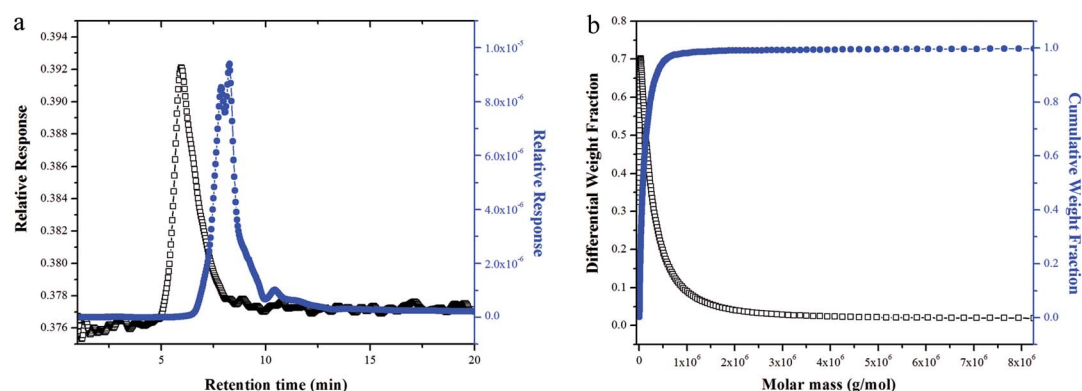 a
0.394
0.392
0.390
0.388
0.386
0.384
0.382
0.380
0.378
0.376
Relative Response
1.0x10⁻⁵
8.0x10⁻⁶
6.0x10⁻⁶
4.0x10⁻⁶
2.0x10⁻⁶
0.0
Relative Response
5
10
15
20
Retention time (min)
b
0.8
0.7
0.6
0.5
0.4
0.3
0.2
0.1
0.0
Differential Weight Fraction
1.0
0.8
0.6
0.4
0.2
0.0
Cumulative Weight Fraction
0
1x10⁶
2x10⁶
3x10⁶
4x10⁶
5x10⁶
6x10⁶
7x10⁶
8x10⁶
Molar mass (g/mol)